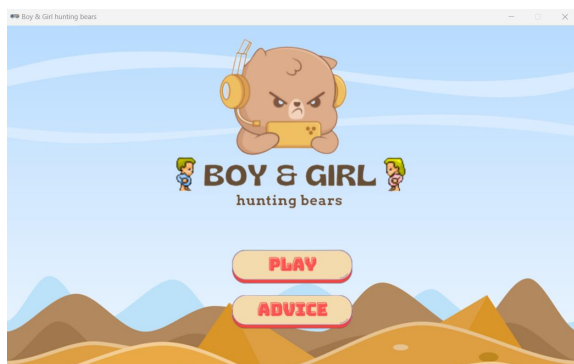 Boy & Girl hunting bears
BOY & GIRL
hunting bears
PLAY
ADVICE